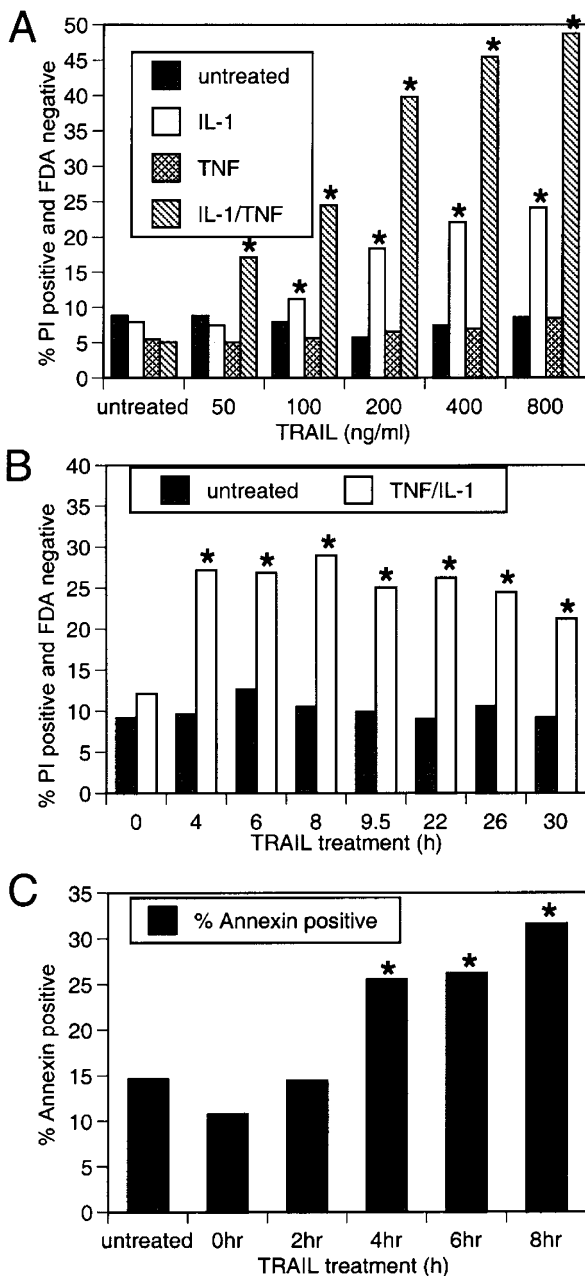 A
50
45
40
35
30
25
20
15
10
5
0
% PI positive and FDA negative
untreated
IL-1
TNF
IL-1/TNF
* * * * * * * * *
untreated 50 100 200 400 800
TRAIL (ng/ml)
B
40
35
30
25
20
15
10
5
0
% PI positive and FDA negative
untreated TNF/IL-1
* * * * * * *
0 4 6 8 9.5 22 26 30
TRAIL treatment (h)
C
35
30
25
20
15
10
5
0
% Annexin positive
% Annexin positive
* * *
untreated 0hr 2hr 4hr 6hr 8hr
TRAIL treatment (h)